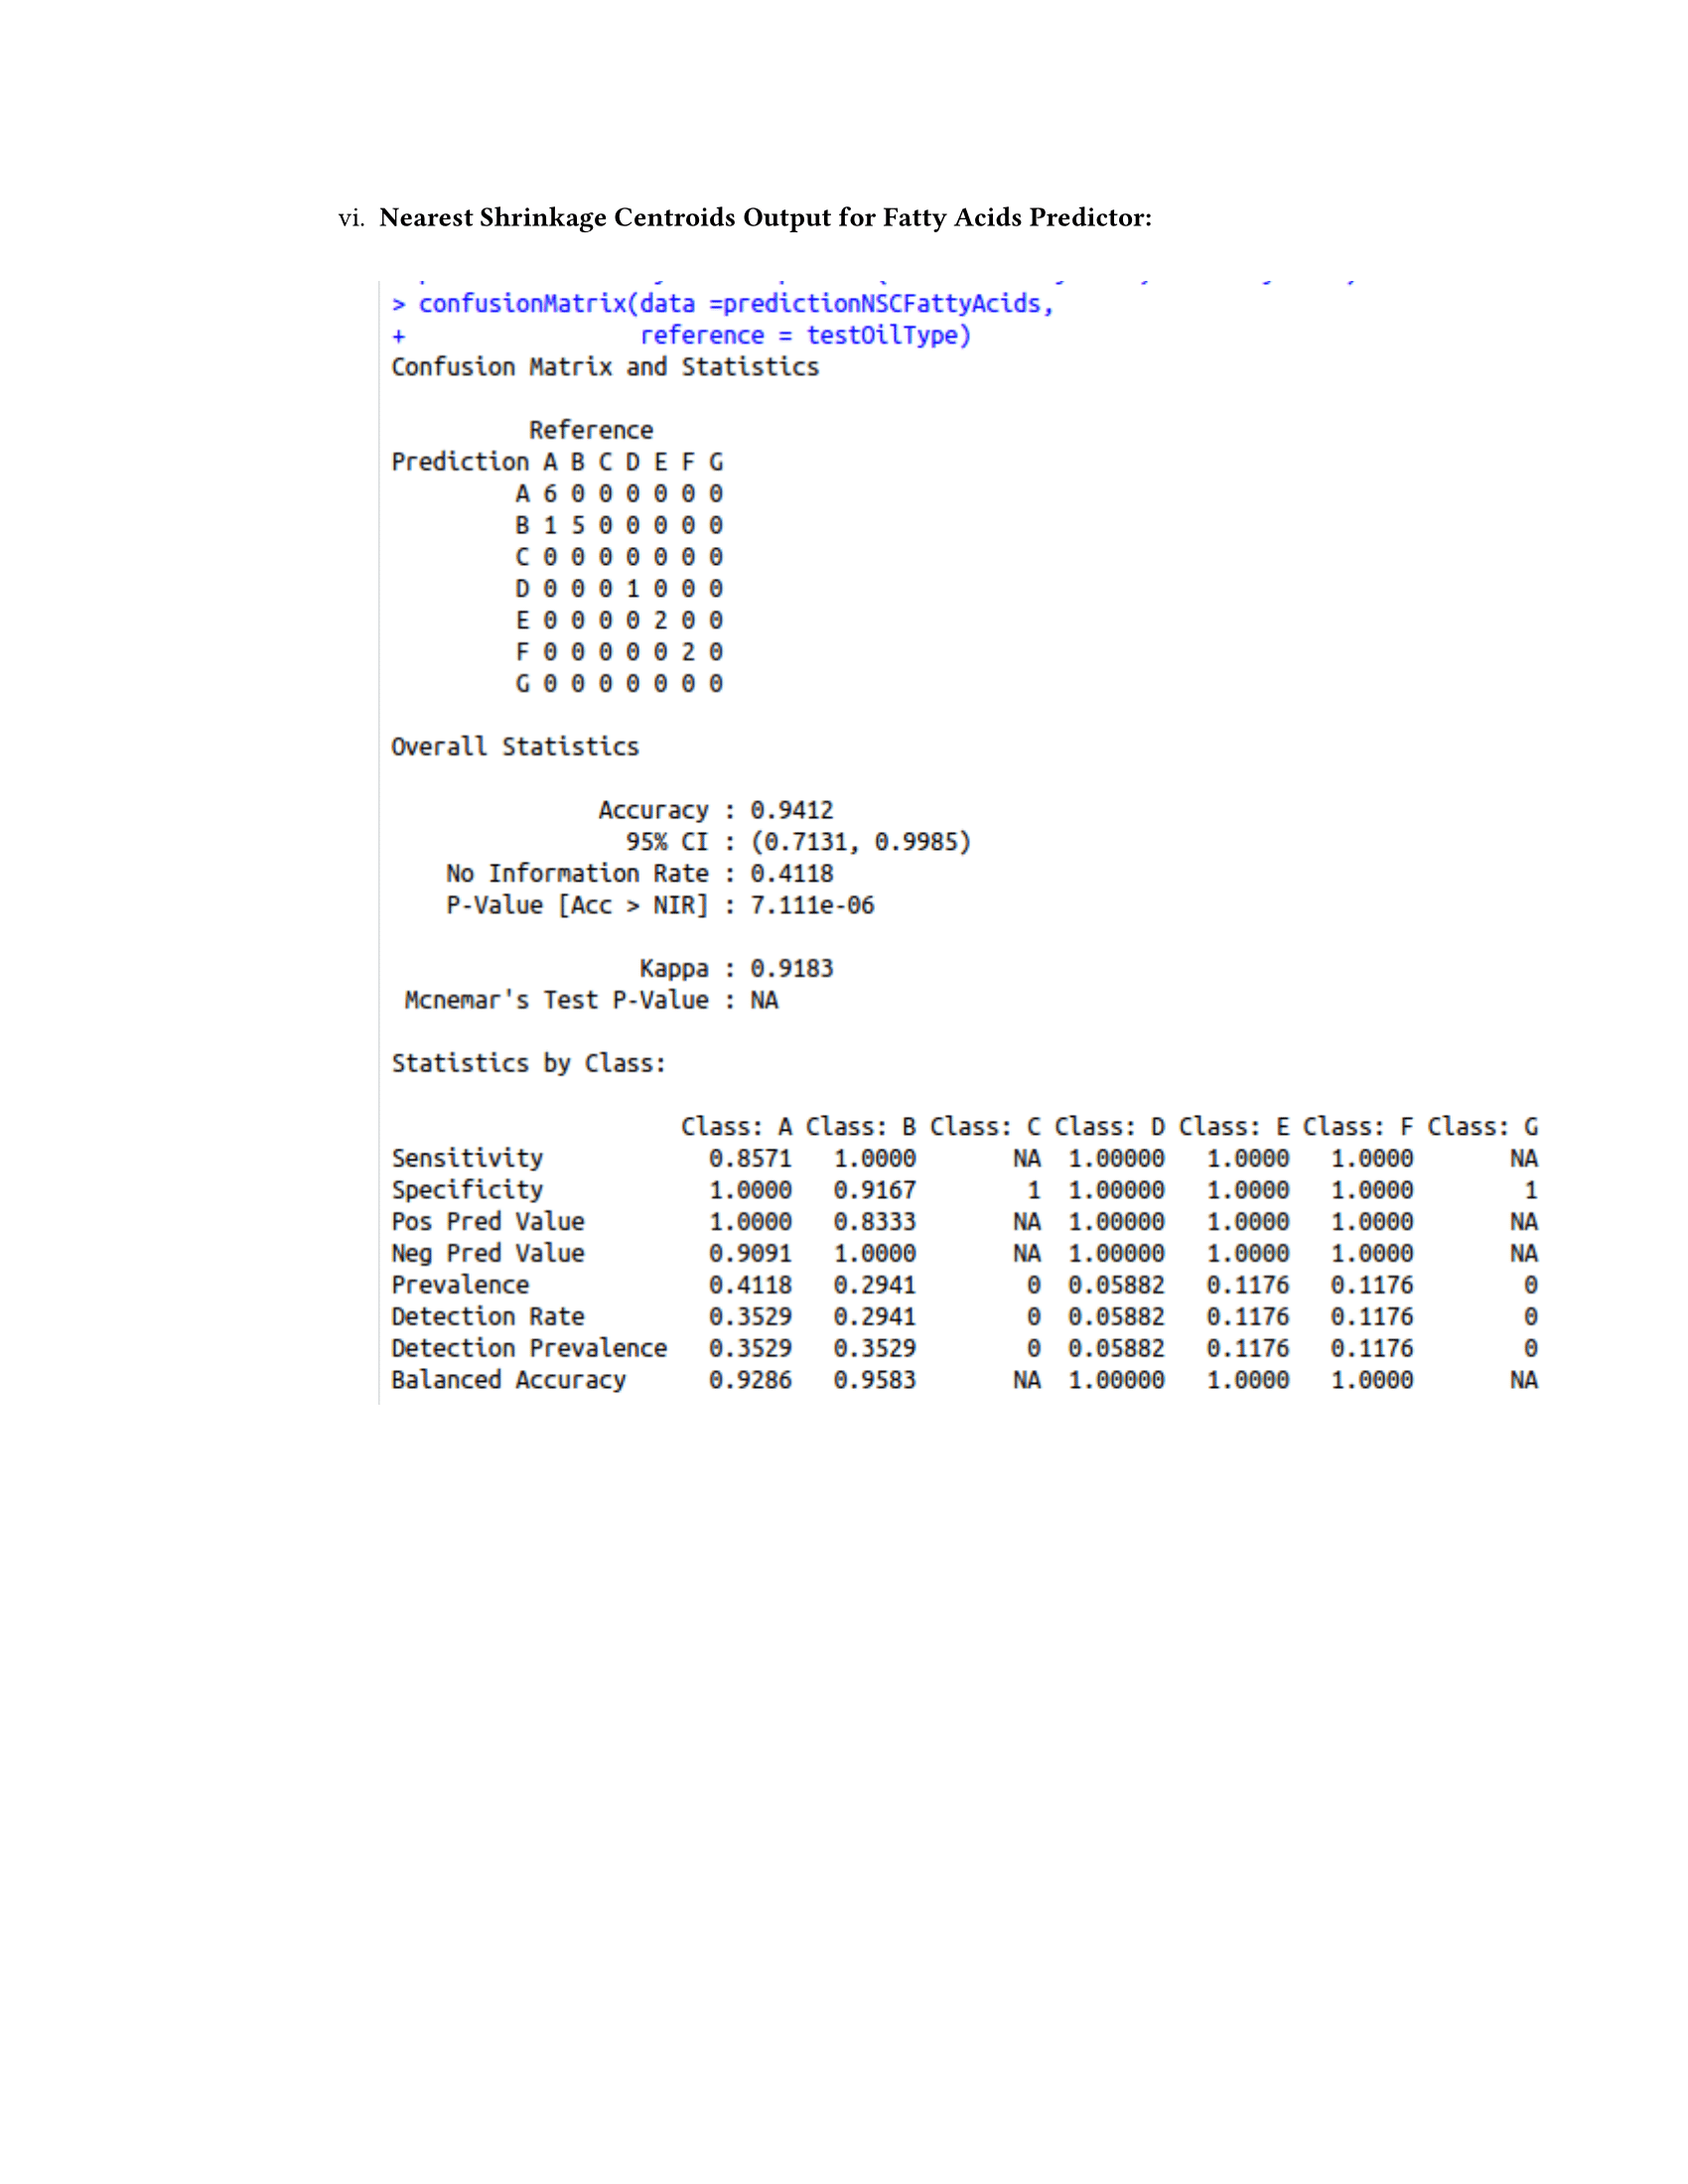 vi. Nearest Shrinkage Centroids Output for Fatty Acids Predictor:
> confusionMatrix(data =predictionNSCFattyAcids,
+                 reference = testOilType)
Confusion Matrix and Statistics
          Reference
Prediction A B C D E F G
         A 6 0 0 0 0 0 0
         B 1 5 0 0 0 0 0
         C 0 0 0 0 0 0 0
         D 0 0 0 1 0 0 0
         E 0 0 0 0 2 0 0
         F 0 0 0 0 0 2 0
         G 0 0 0 0 0 0 0
Overall Statistics
               Accuracy : 0.9412
                 95% CI : (0.7131, 0.9985)
    No Information Rate : 0.4118
    P-Value [Acc > NIR] : 7.111e-06
                  Kappa : 0.9183
 Mcnemar's Test P-Value : NA
Statistics by Class:
                     Class: A Class: B Class: C Class: D Class: E Class: F Class: G
Sensitivity            0.8571   1.0000       NA  1.00000   1.0000   1.0000       NA
Specificity            1.0000   0.9167        1  1.00000   1.0000   1.0000        1
Pos Pred Value         1.0000   0.8333       NA  1.00000   1.0000   1.0000       NA
Neg Pred Value         0.9091   1.0000       NA  1.00000   1.0000   1.0000       NA
Prevalence             0.4118   0.2941        0  0.05882   0.1176   0.1176        0
Detection Rate         0.3529   0.2941        0  0.05882   0.1176   0.1176        0
Detection Prevalence   0.3529   0.3529        0  0.05882   0.1176   0.1176        0
Balanced Accuracy      0.9286   0.9583       NA  1.00000   1.0000   1.0000       NA